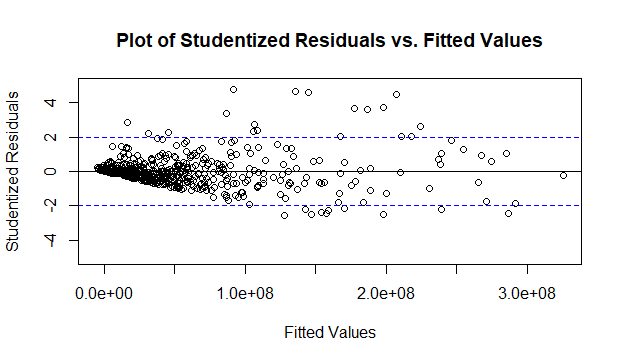 Plot of Studentized Residuals vs. Fitted Values
Studentized Residuals
4
2
0
-2
-4
0.0e+00 1.0e+08 2.0e+08 3.0e+08
Fitted Values